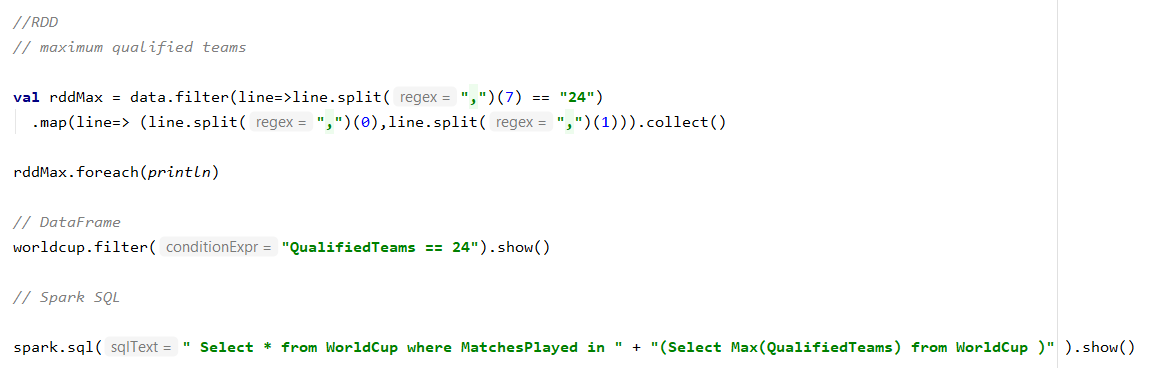 //RDD
// maximum qualified teams
val rddMax = data.filter(line=>line.split( regex = ",")(7) == "24")
.map(line=> (line.split( regex = ",")(0),line.split( regex = ",")(1))).collect()
rddMax.foreach(println)
// DataFrame
worldcup.filter( conditionExpr = "QualifiedTeams == 24").show()
// Spark SQL
spark.sql( sqlText = " Select * from WorldCup where MatchesPlayed in " + "(Select Max(QualifiedTeams) from WorldCup )" ).show()